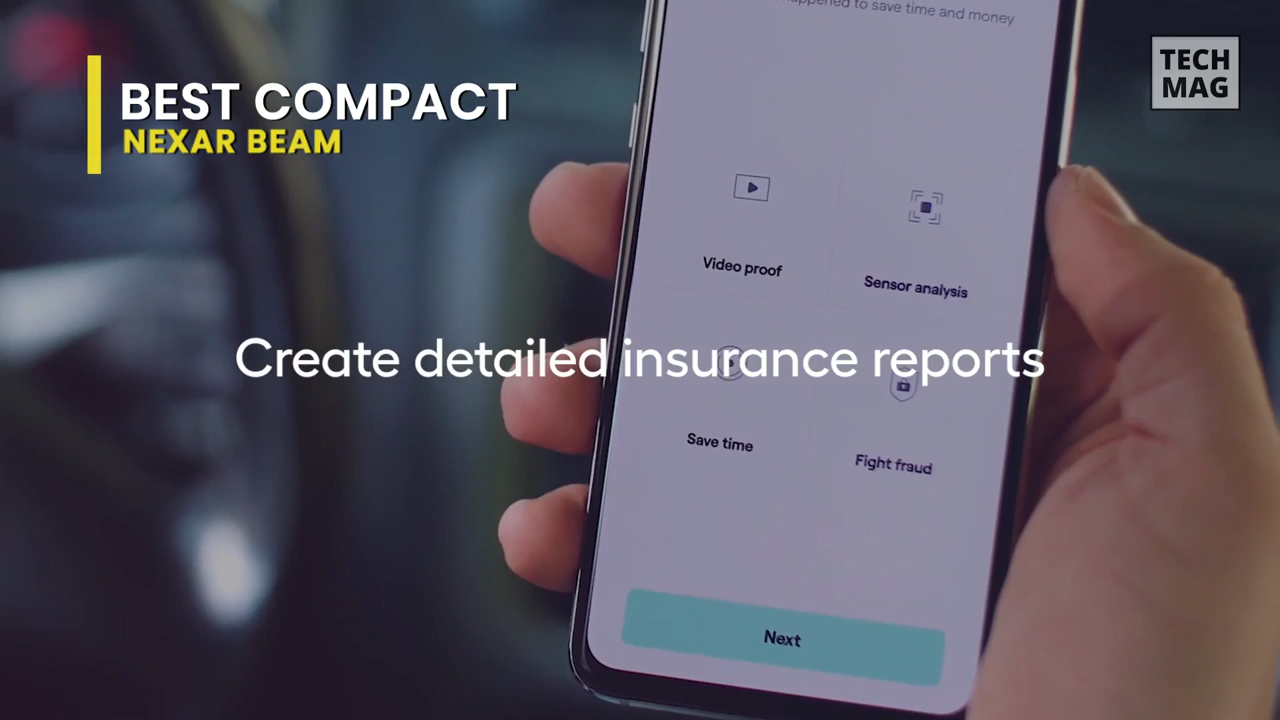 happened to save time and money
TECH
MAG
BEST COMPACT
NEXAR BEAM
Video proof
Sensor analysis
Create detailed insurance reports
Save time
Fight fraud
Next